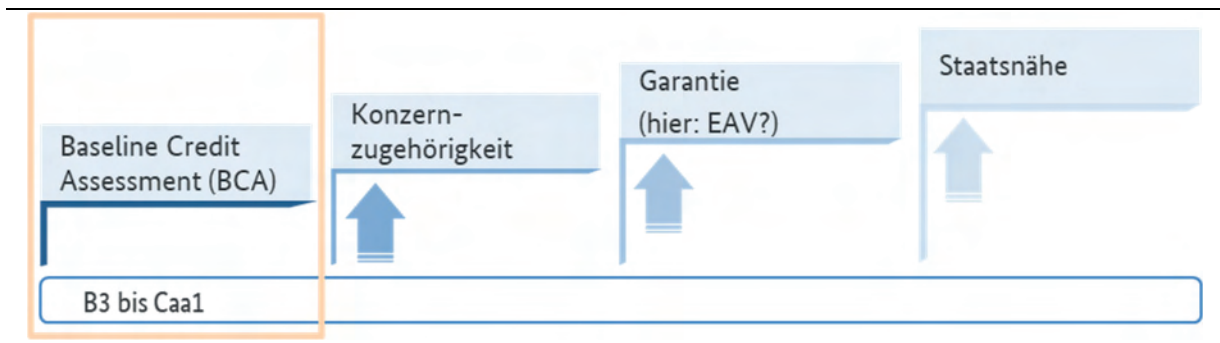 Baseline Credit
Assessment (BCA)
Konzern-
zugehörigkeit
Garantie
(hier: EAV?)
Staatsnähe
B3 bis Caa1